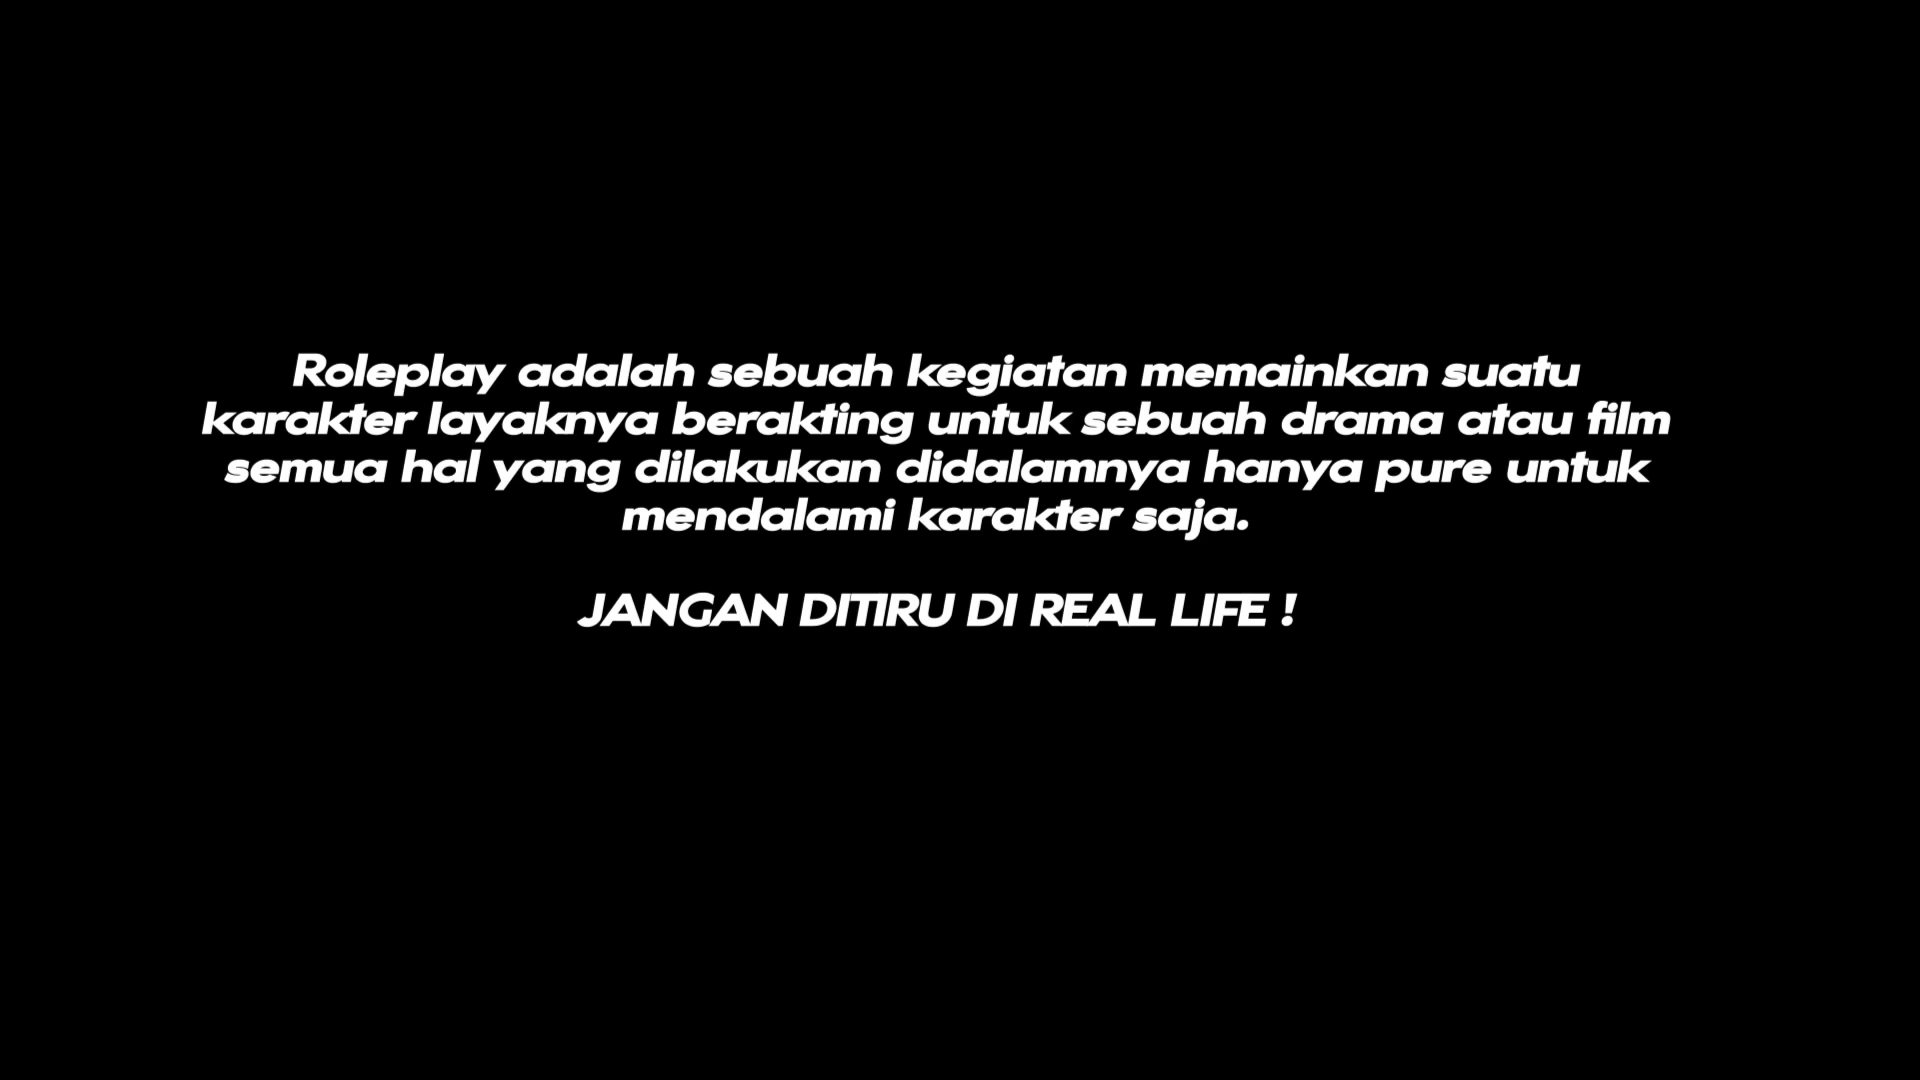 Roleplay adalah sebuah kegiatan memainkan suatu
karakter layaknya berakting untuk sebuah drama atau film
semua hal yang dilakukan didalamnya hanya pure untuk
mendalami karakter saja.
JANGAN DITIRU DI REAL LIFE !